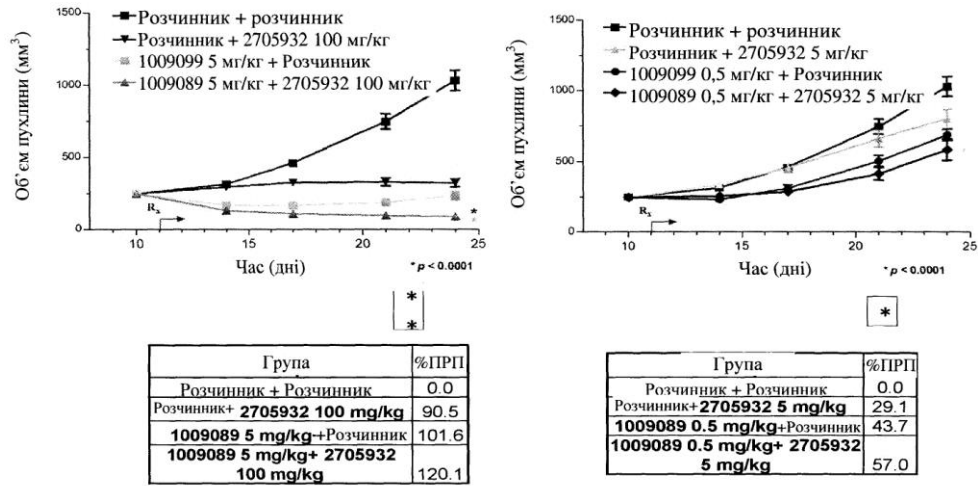 Розчинник + розчинник
Розчинник + 2705932 100 мг/кг
1009099 5 мг/кг + Розчинник
1009089 5 мг/кг + 2705932 100 мг/кг
Об'єм пухлини (мм³)
1500
1000
500
0
Rx
*
10
15
20
25
Час (дні)
* p < 0.0001
*
*
Група %ПРП
Розчинник + Розчинник 0.0
Розчинник+ 2705932 100 mg/kg 90.5
1009089 5 mg/kg-+Розчинник 101.6
1009089 5 mg/kg+ 2705932
100 mg/kg 120.1
Розчинник + розчинник
Розчинник + 2705932 5 мг/кг
1009099 0,5 мг/кг + Розчинник
1009089 0,5 мг/кг + 2705932 5 мг/кг
Об'єм пухлини (мм³)
1500
1000
500
0
Rx
10
15
20
25
Час (дні)
* p < 0.0001
*
Група %ПРП
Розчинник + Розчинник 0.0
Розчинник+2705932 5 mg/kg 29.1
1009089 0.5 mg/kg+Розчинник 43.7
1009089 0.5 mg/kg+ 2705932
5 mg/kg 57.0